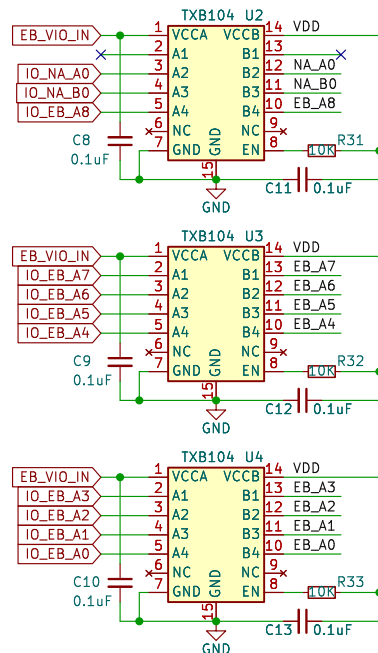 TXB104 U2
EB_VIO_IN 1 VCCA VCCB 14 VDD
2 A1 B1 13
IO_NA_A0 3 A2 B2 12 NA_A0
IO_NA_B0 4 A3 B3 11 NA_B0
IO_EB_A8 5 A4 B4 10 EB_A8
6 NC NC 9
C8 7 GND GND EN 8 10K R31
0.1uF 15 C11 0.1uF
GND
TXB104 U3
EB_VIO_IN 1 VCCA VCCB 14 VDD
IO_EB_A7 2 A1 B1 13 EB_A7
IO_EB_A6 3 A2 B2 12 EB_A6
IO_EB_A5 4 A3 B3 11 EB_A5
IO_EB_A4 5 A4 B4 10 EB_A4
6 NC NC 9
C9 7 GND GND EN 8 10K R32
0.1uF 15 C12 0.1uF
GND
TXB104 U4
EB_VIO_IN 1 VCCA VCCB 14 VDD
IO_EB_A3 2 A1 B1 13 EB_A3
IO_EB_A2 3 A2 B2 12 EB_A2
IO_EB_A1 4 A3 B3 11 EB_A1
IO_EB_A0 5 A4 B4 10 EB_A0
6 NC NC 9
C10 7 GND GND EN 8 10K R33
0.1uF 15 C13 0.1uF
GND